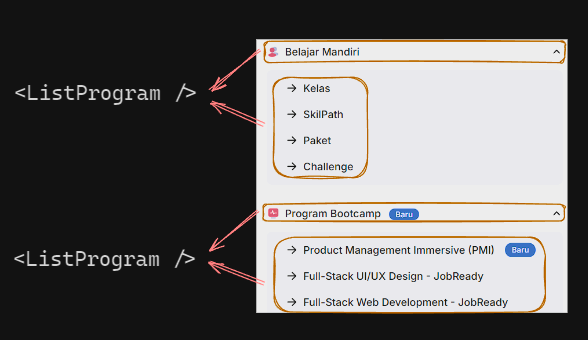 <ListProgram />
Belajar Mandiri
→ Kelas
→ SkilPath
→ Paket
→ Challenge
<ListProgram />
Program Bootcamp Baru
→ Product Management Immersive (PMI) Baru
→ Full-Stack UI/UX Design - JobReady
→ Full-Stack Web Development - JobReady